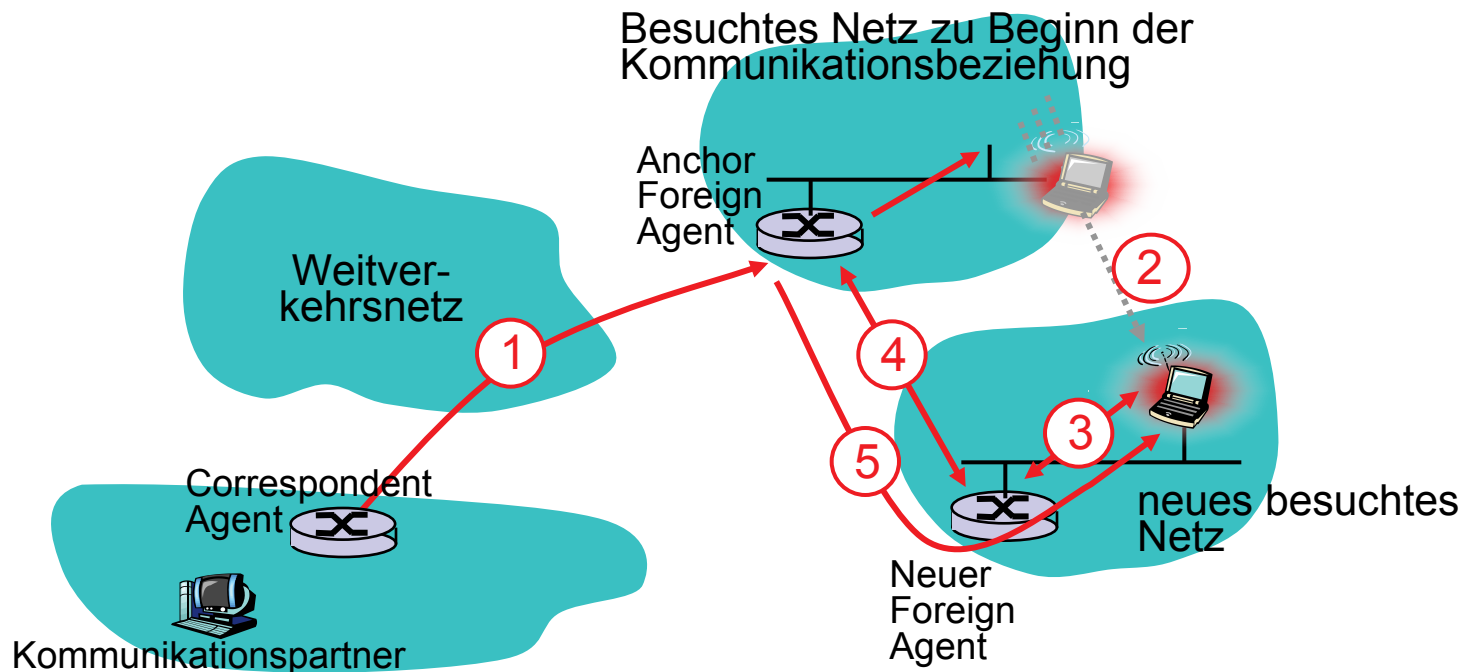 Besuchtes Netz zu Beginn der
Kommunikationsbeziehung
Anchor
Foreign
Agent
Weitver-
kehrsnetz
2
1
4
3
5
Correspondent
Agent
neues besuchtes
Netz
Neuer
Foreign
Agent
Kommunikationspartner